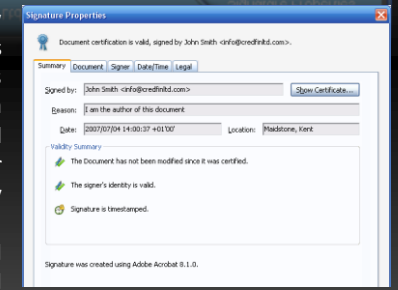 Signature Properties
Document certification is valid, signed by John Smith <info@credfinltd.com>.
Summary Document Signer Date/Time Legal
Signed by: John Smith <info@credfinltd.com> Show Certificate...
Reason: I am the author of this document
Date: 2007/07/04 14:00:37 +01'00' Location: Maidstone, Kent
Validity Summary
The Document has not been modified since it was certified.
The signer's identity is valid.
Signature is timestamped.
Signature was created using Adobe Acrobat 8.1.0.